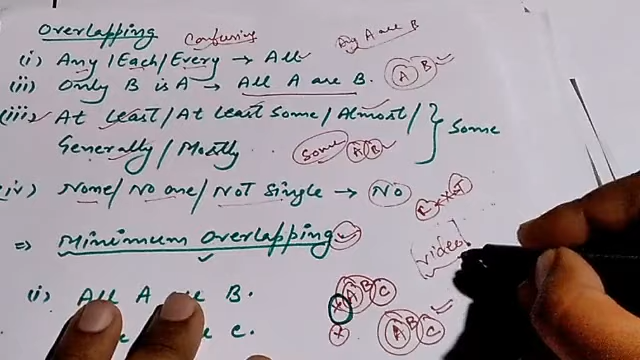 Overlapping Confusing Any A are B
(i) Any / Each / Every → All
(ii) Only B is A → All A are B. A B
(iii) At Least / At least Some / Almost /
Generally / Mostly Some A B } Some
(iv) None / No one / Not Single → No
⇒ Minimum Overlapping video
(i) All A are B. A B C
C. A B C